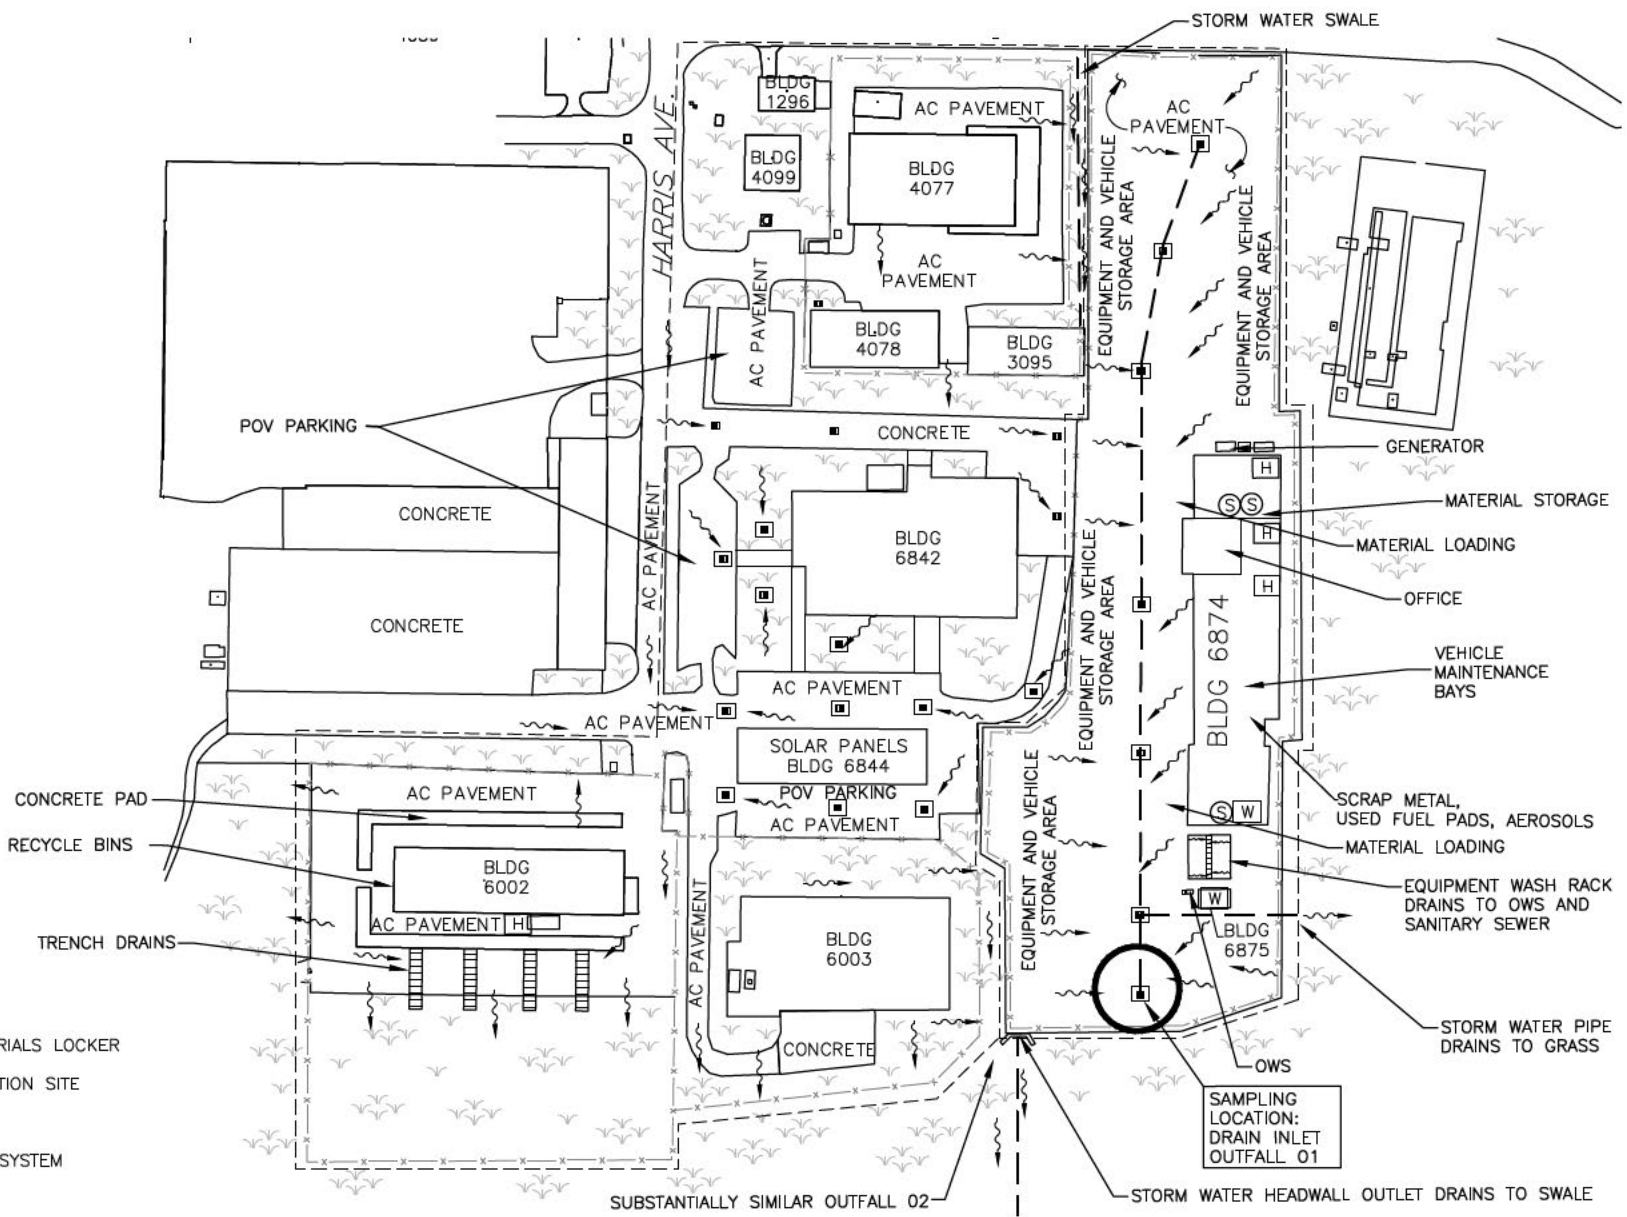 STORM WATER SWALE
HARRIS AVE.
BLDG
1296
AC PAVEMENT
BLDG
4099
BLDG
4077
AC
PAVEMENT
AC
PAVEMENT
EQUIPMENT AND VEHICLE
STORAGE AREA
EQUIPMENT AND VEHICLE
STORAGE AREA
AC PAVEMENT
BLDG
4078
BLDG
3095
POV PARKING
CONCRETE
GENERATOR
H
MATERIAL STORAGE
S S
CONCRETE
AC PAVEMENT
BLDG
6842
H
MATERIAL LOADING
H
OFFICE
CONCRETE
EQUIPMENT AND VEHICLE
STORAGE AREA
BLDG 6874
VEHICLE
MAINTENANCE
BAYS
AC PAVEMENT
AC PAVEMENT
SOLAR PANELS
BLDG 6844
POV PARKING
AC PAVEMENT
EQUIPMENT AND VEHICLE
STORAGE AREA
CONCRETE PAD
AC PAVEMENT
S W
SCRAP METAL,
USED FUEL PADS, AEROSOLS
RECYCLE BINS
BLDG
6002
MATERIAL LOADING
AC PAVEMENT
H
AC PAVEMENT
EQUIPMENT WASH RACK
DRAINS TO OWS AND
SANITARY SEWER
W
BLDG
6875
TRENCH DRAINS
BLDG
6003
CONCRETE
STORM WATER PIPE
DRAINS TO GRASS
OWS
RIALS LOCKER
TION SITE
SYSTEM
SAMPLING
LOCATION:
DRAIN INLET
OUTFALL 01
SUBSTANTIALLY SIMILAR OUTFALL 02
STORM WATER HEADWALL OUTLET DRAINS TO SWALE